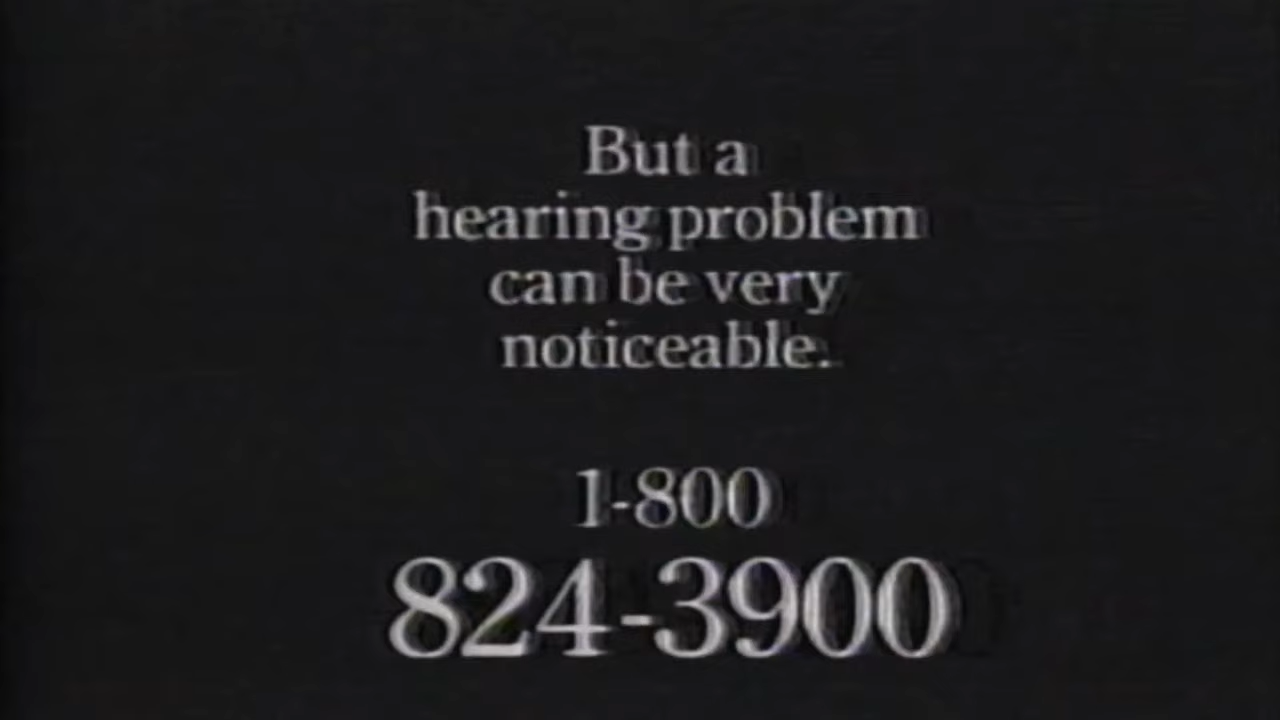 But a
hearing problem
can be very
noticeable.
1-800
824-3900